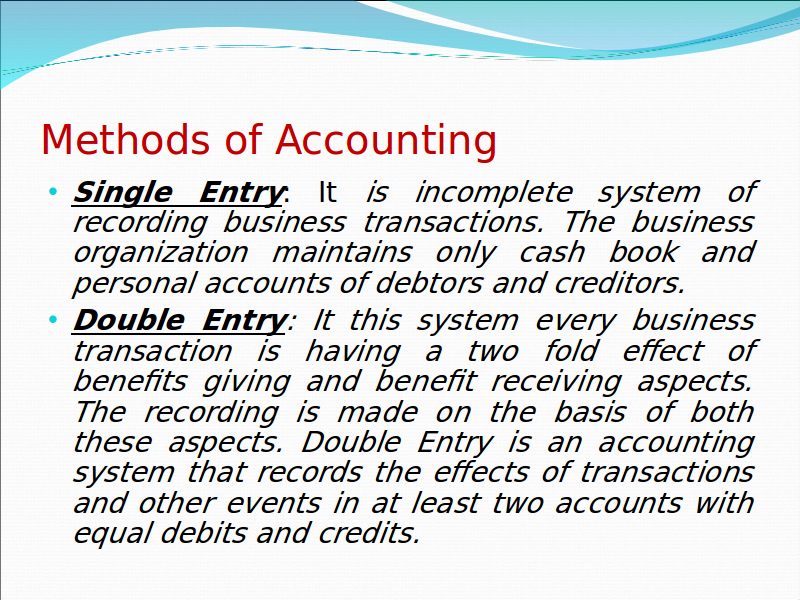 Methods of Accounting
• Single Entry: It is incomplete system of
recording business transactions. The business
organization maintains only cash book and
personal accounts of debtors and creditors.
• Double Entry: It this system every business
transaction is having a two fold effect of
benefits giving and benefit receiving aspects.
The recording is made on the basis of both
these aspects. Double Entry is an accounting
system that records the effects of transactions
and other events in at least two accounts with
equal debits and credits.